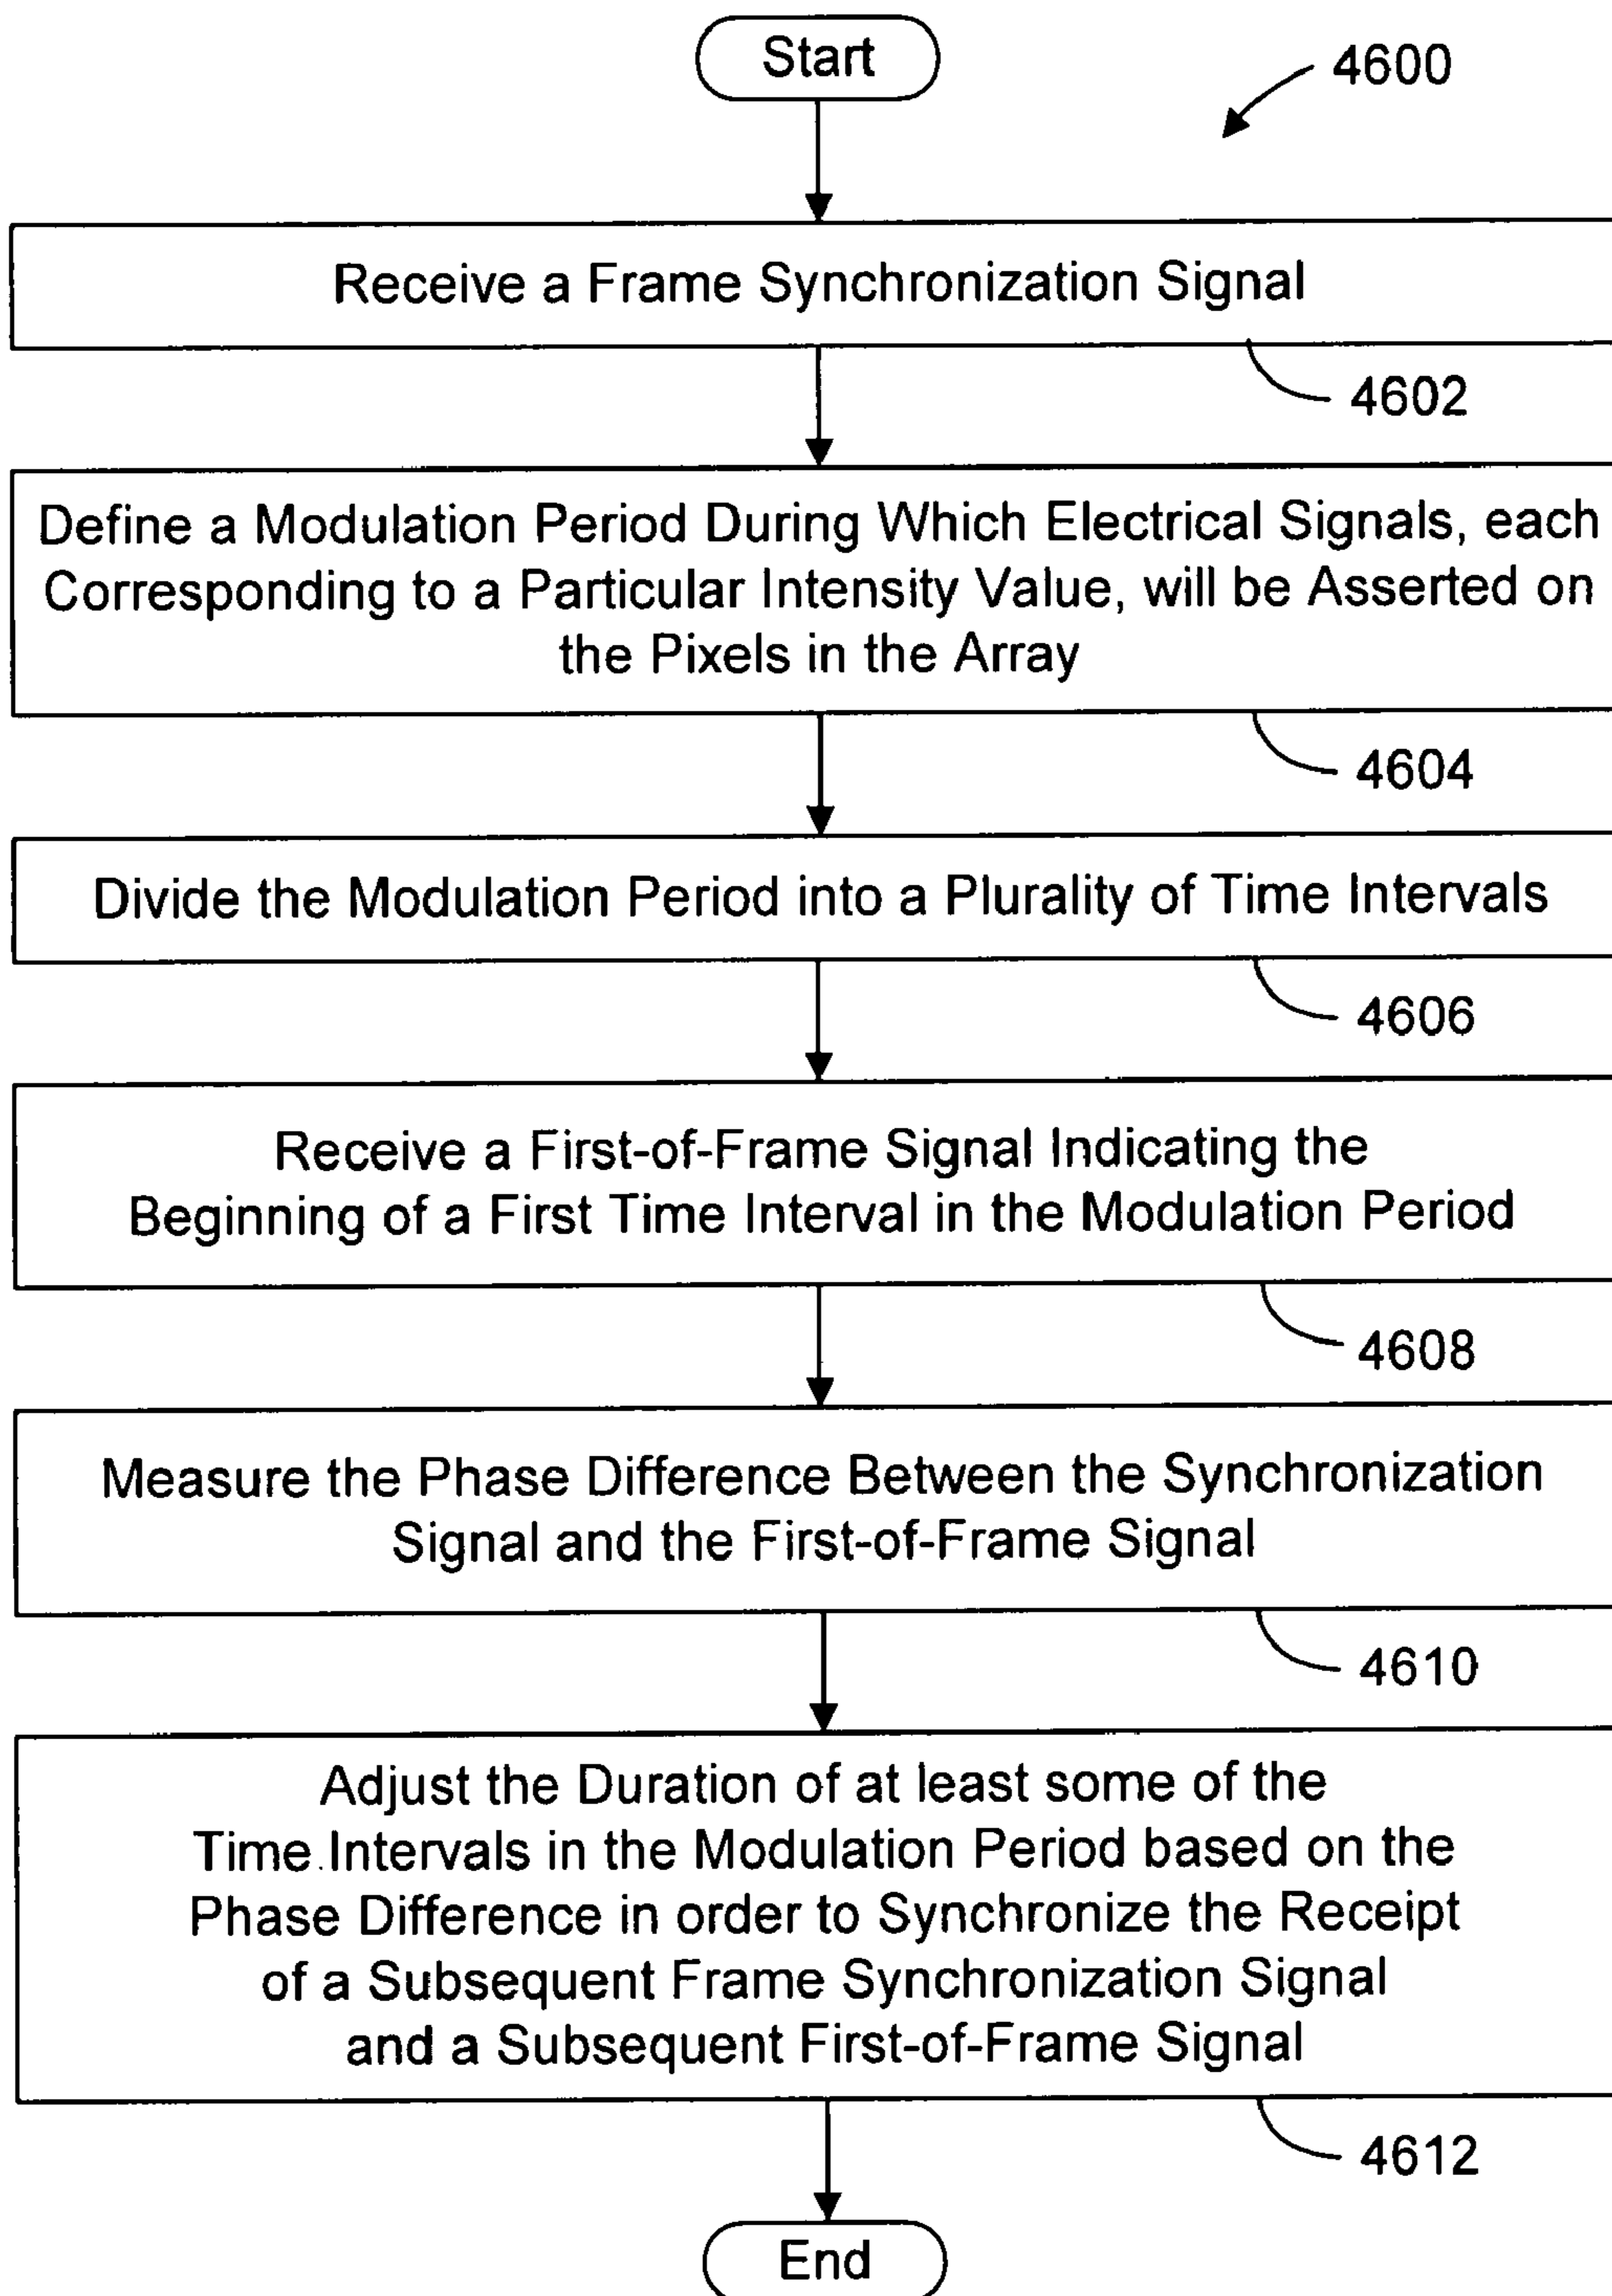 Start
4600
Receive a Frame Synchronization Signal
4602
Define a Modulation Period During Which Electrical Signals, each
Corresponding to a Particular Intensity Value, will be Asserted on
the Pixels in the Array
4604
Divide the Modulation Period into a Plurality of Time Intervals
4606
Receive a First-of-Frame Signal Indicating the
Beginning of a First Time Interval in the Modulation Period
4608
Measure the Phase Difference Between the Synchronization
Signal and the First-of-Frame Signal
4610
Adjust the Duration of at least some of the
Time Intervals in the Modulation Period based on the
Phase Difference in order to Synchronize the Receipt
of a Subsequent Frame Synchronization Signal
and a Subsequent First-of-Frame Signal
4612
End